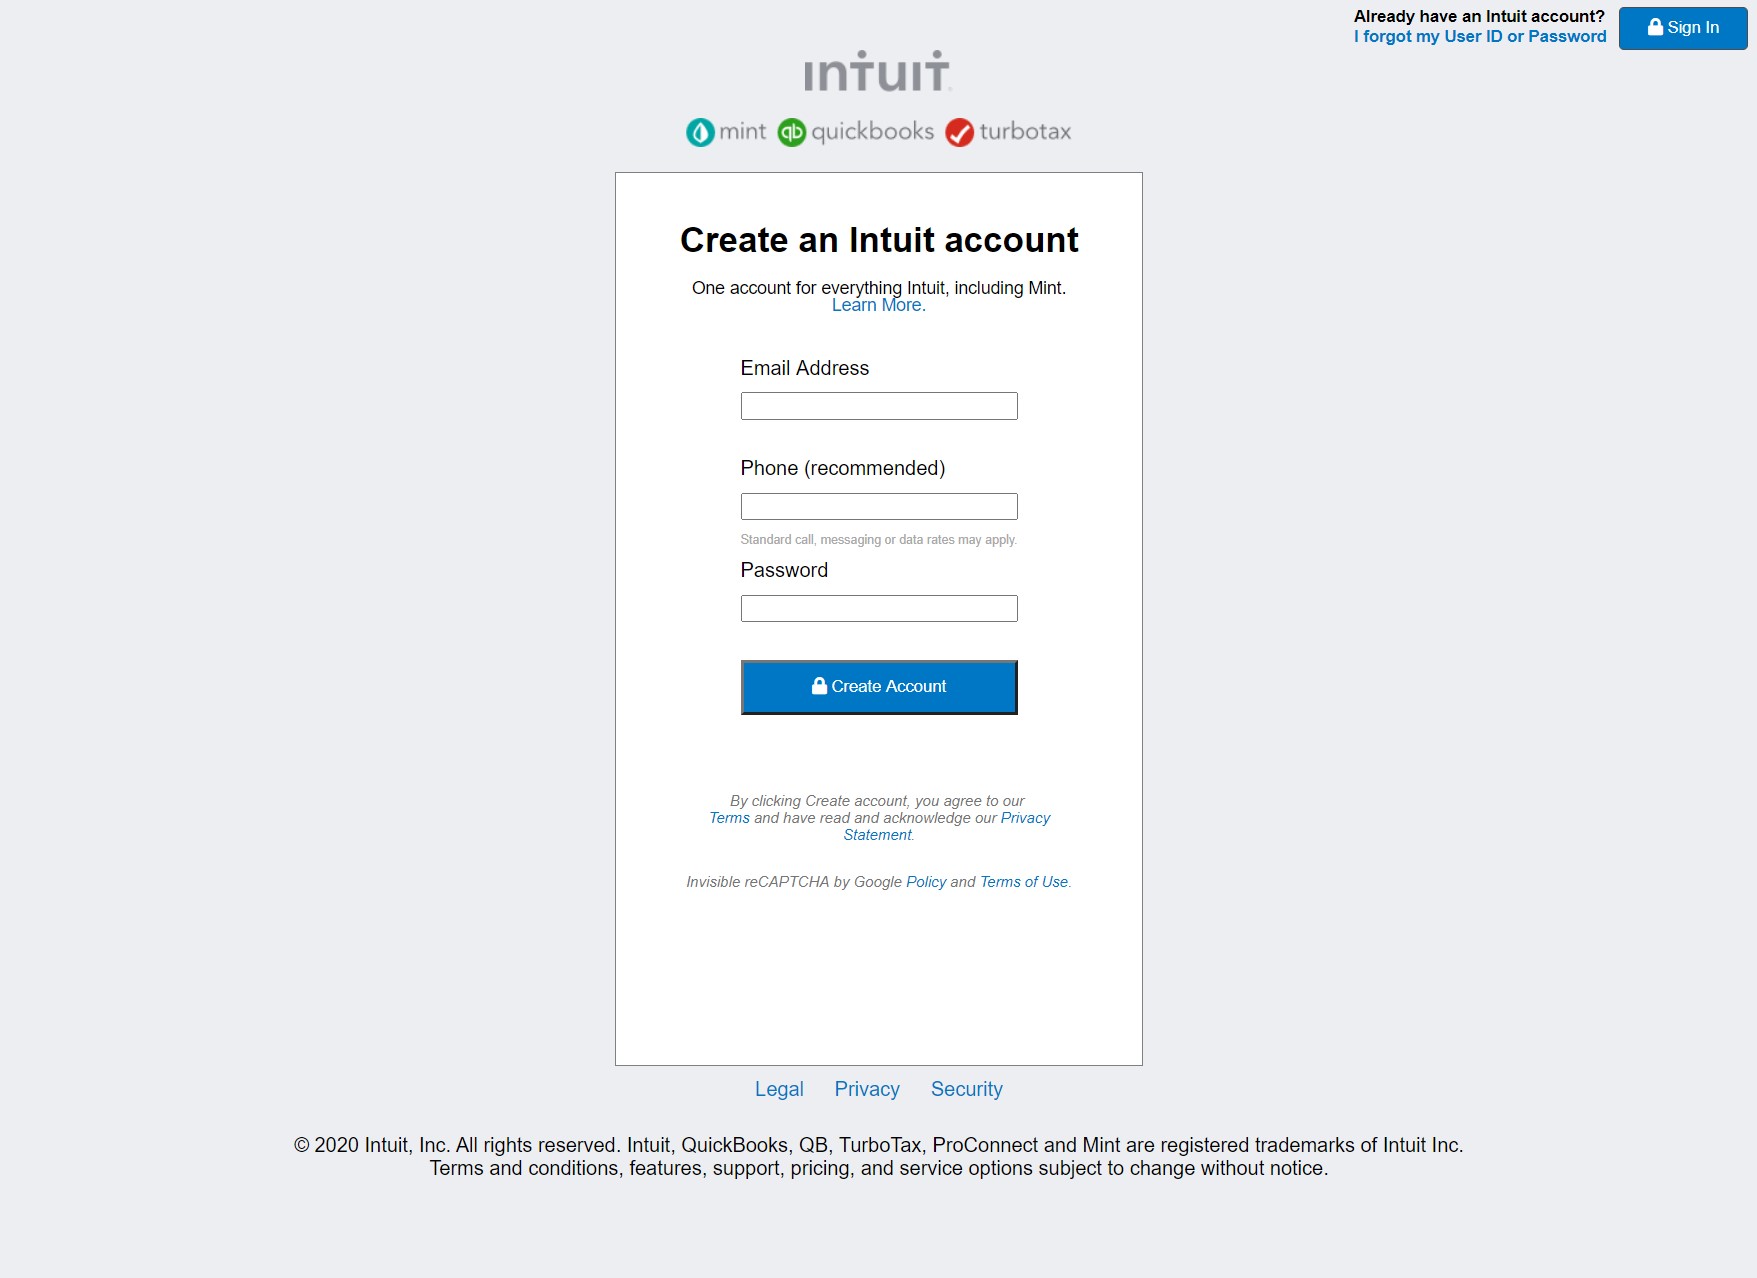 Already have an Intuit account?
I forgot my User ID or Password
Sign In
intuit
mint qb quickbooks turbotax
Create an Intuit account
One account for everything Intuit, including Mint.
Learn More.
Email Address
Phone (recommended)
Standard call, messaging or data rates may apply.
Password
Create Account
By clicking Create account, you agree to our
Terms and have read and acknowledge our Privacy
Statement.
Invisible reCAPTCHA by Google Policy and Terms of Use.
Legal Privacy Security
© 2020 Intuit, Inc. All rights reserved. Intuit, QuickBooks, QB, TurboTax, ProConnect and Mint are registered trademarks of Intuit Inc.
Terms and conditions, features, support, pricing, and service options subject to change without notice.